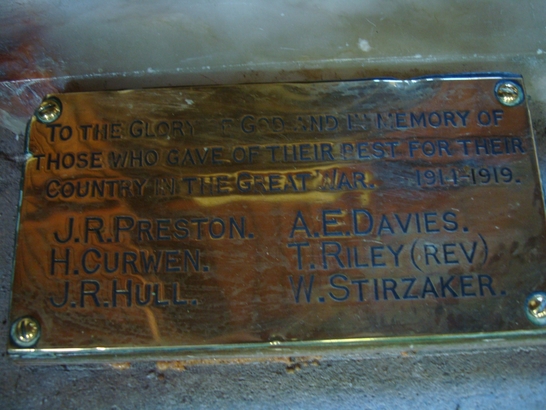 TO THE GLORY OF GOD AND IN MEMORY OF
THOSE WHO GAVE OF THEIR BEST FOR THEIR
COUNTRY IN THE GREAT WAR. 1914-1919.
J.R.PRESTON. A.E.DAVIES.
H.CURWEN. T.RILEY (REV)
J.R.HULL. W.STIRZAKER.